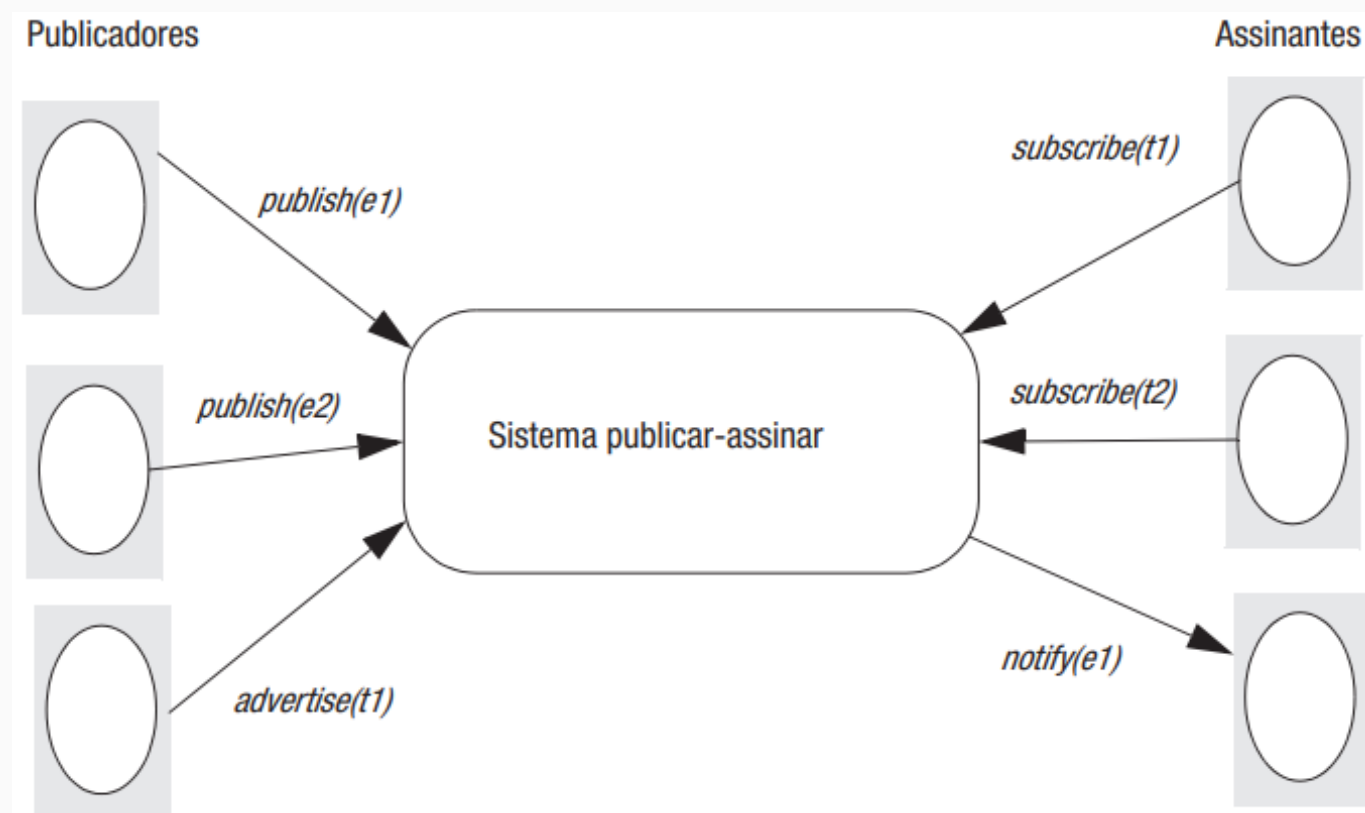 Publicadores
Assinantes
publish(e1)
subscribe(t1)
publish(e2)
subscribe(t2)
Sistema publicar-assinar
advertise(t1)
notify(e1)